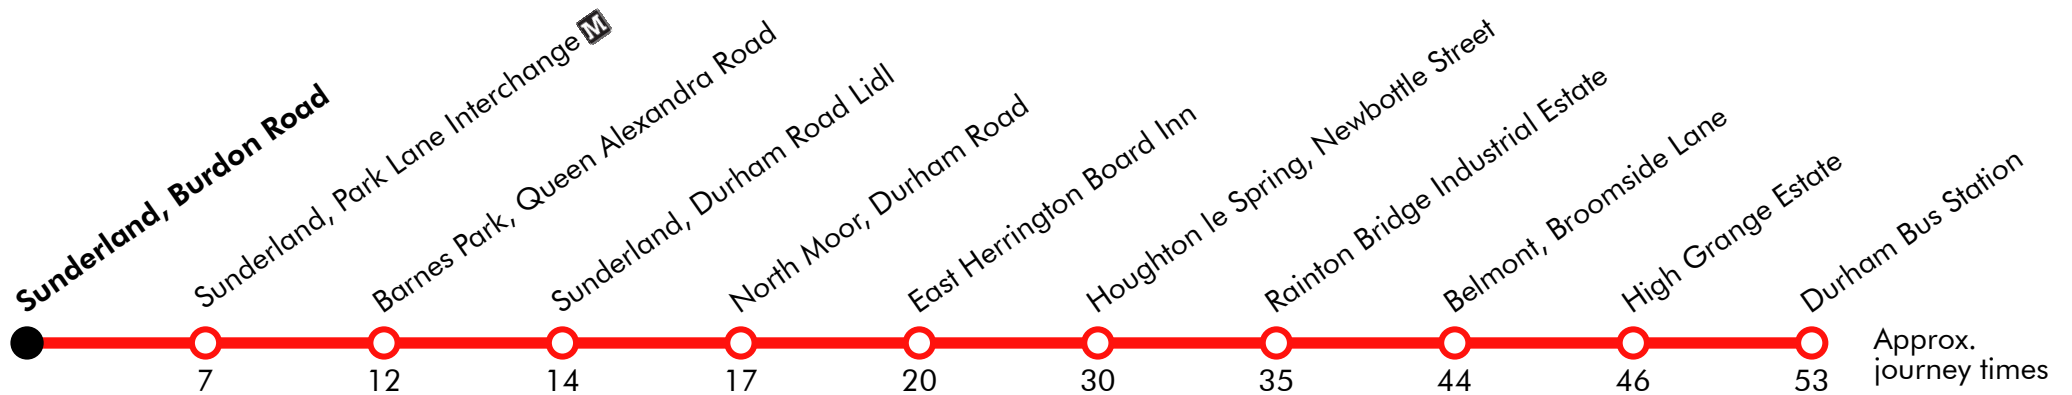 Sunderland, Burdon Road
Sunderland, Park Lane Interchange M
Barnes Park, Queen Alexandra Road
Sunderland, Durham Road Lidl
North Moor, Durham Road
East Herrington Board Inn
Houghton le Spring, Newbottle Street
Rainton Bridge Industrial Estate
Belmont, Broomside Lane
High Grange Estate
Durham Bus Station
7 12 14 17 20 30 35 44 46 53
Approx.
journey times